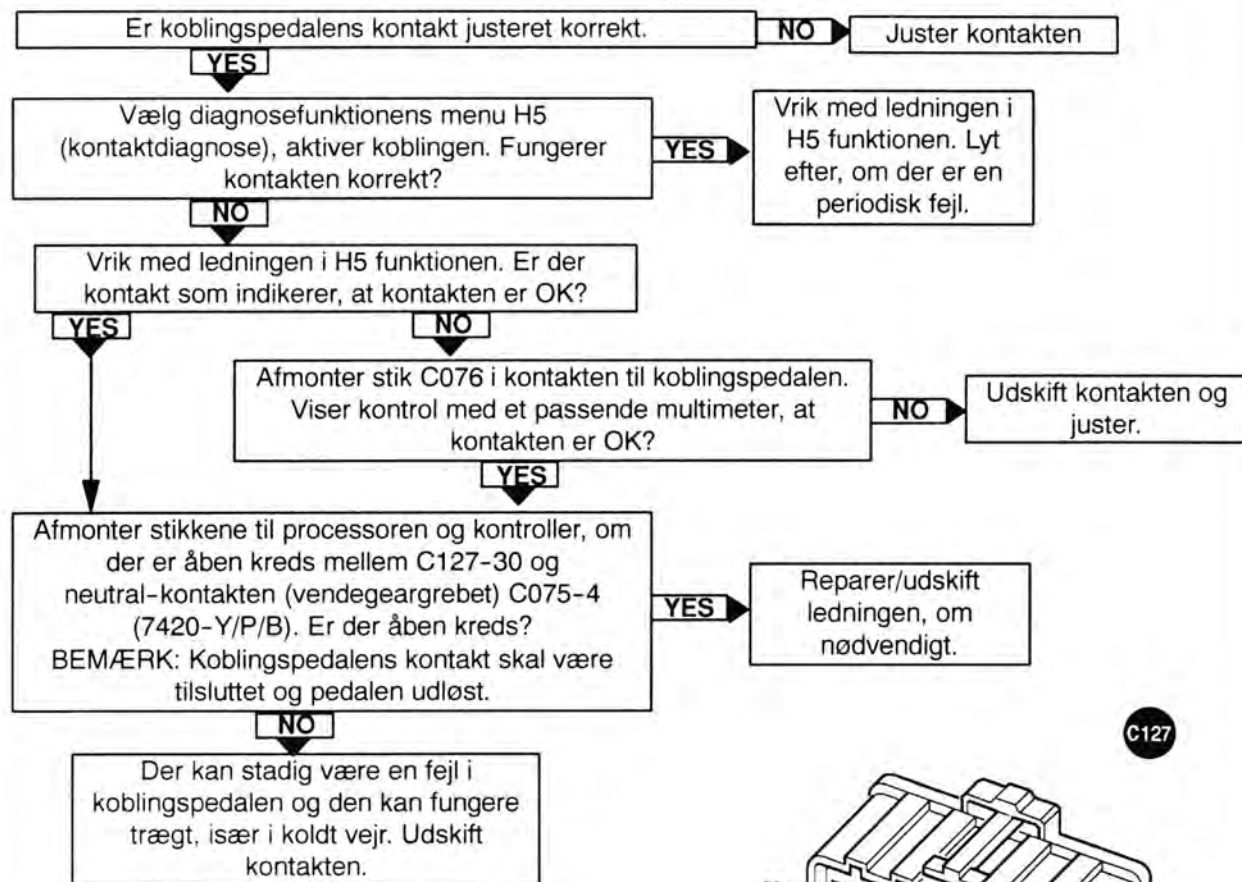 Er koblingspedalens kontakt justeret korrekt.
NO
Juster kontakten
YES
Vælg diagnosefunktionens menu H5
(kontaktdiagnose), aktiver koblingen. Fungerer
kontakten korrekt?
YES
Vrik med ledningen i
H5 funktionen. Lyt
efter, om der er en
periodisk fejl.
NO
Vrik med ledningen i H5 funktionen. Er der
kontakt som indikerer, at kontakten er OK?
YES
NO
Afmonter stik C076 i kontakten til koblingspedalen.
Viser kontrol med et passende multimeter, at
kontakten er OK?
NO
Udskift kontakten og
juster.
YES
Afmonter stikkene til processoren og kontroller, om
der er åben kreds mellem C127-30 og
neutral-kontakten (vendegeargrebet) C075-4
(7420-Y/P/B). Er der åben kreds?
BEMÆRK: Koblingspedalens kontakt skal være
tilsluttet og pedalen udløst.
YES
Reparer/udskift
ledningen, om
nødvendigt.
NO
Der kan stadig være en fejl i
koblingspedalen og den kan fungere
trægt, især i koldt vejr. Udskift
kontakten.
C127